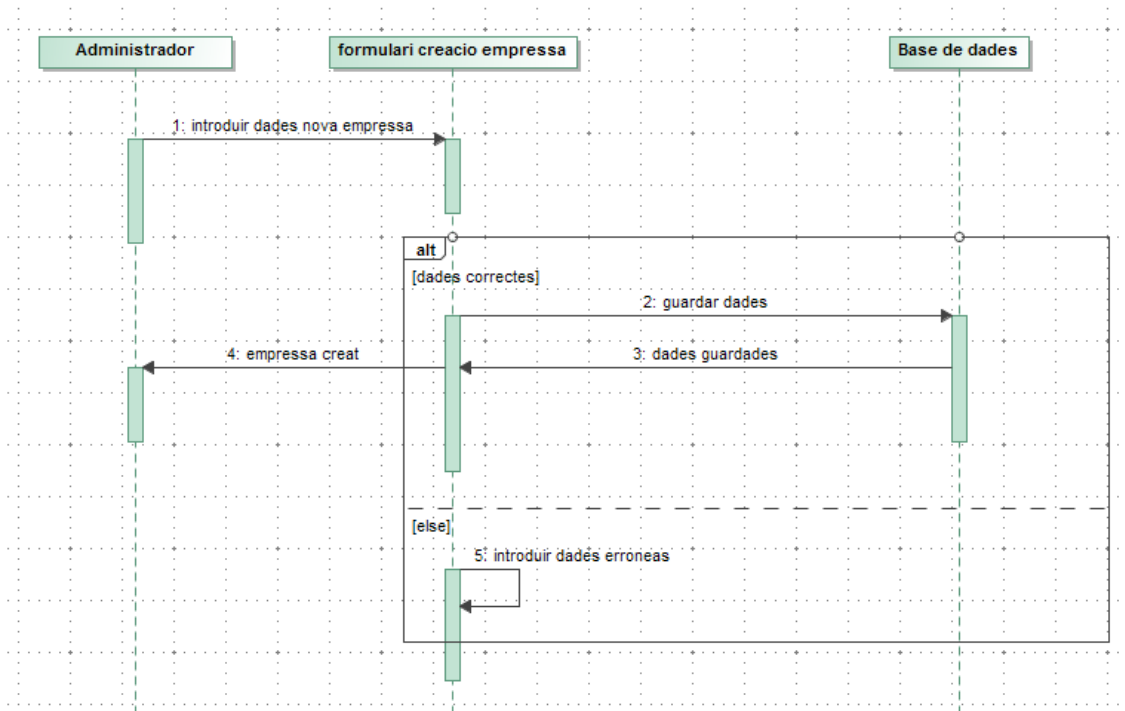 Administrador
formulari creacio empressa
Base de dades
1: introduir dades nova empressa
alt
[dades correctes]
2: guardar dades
4: empressa creat
3: dades guardades
[else]
5: introduir dades erroneas